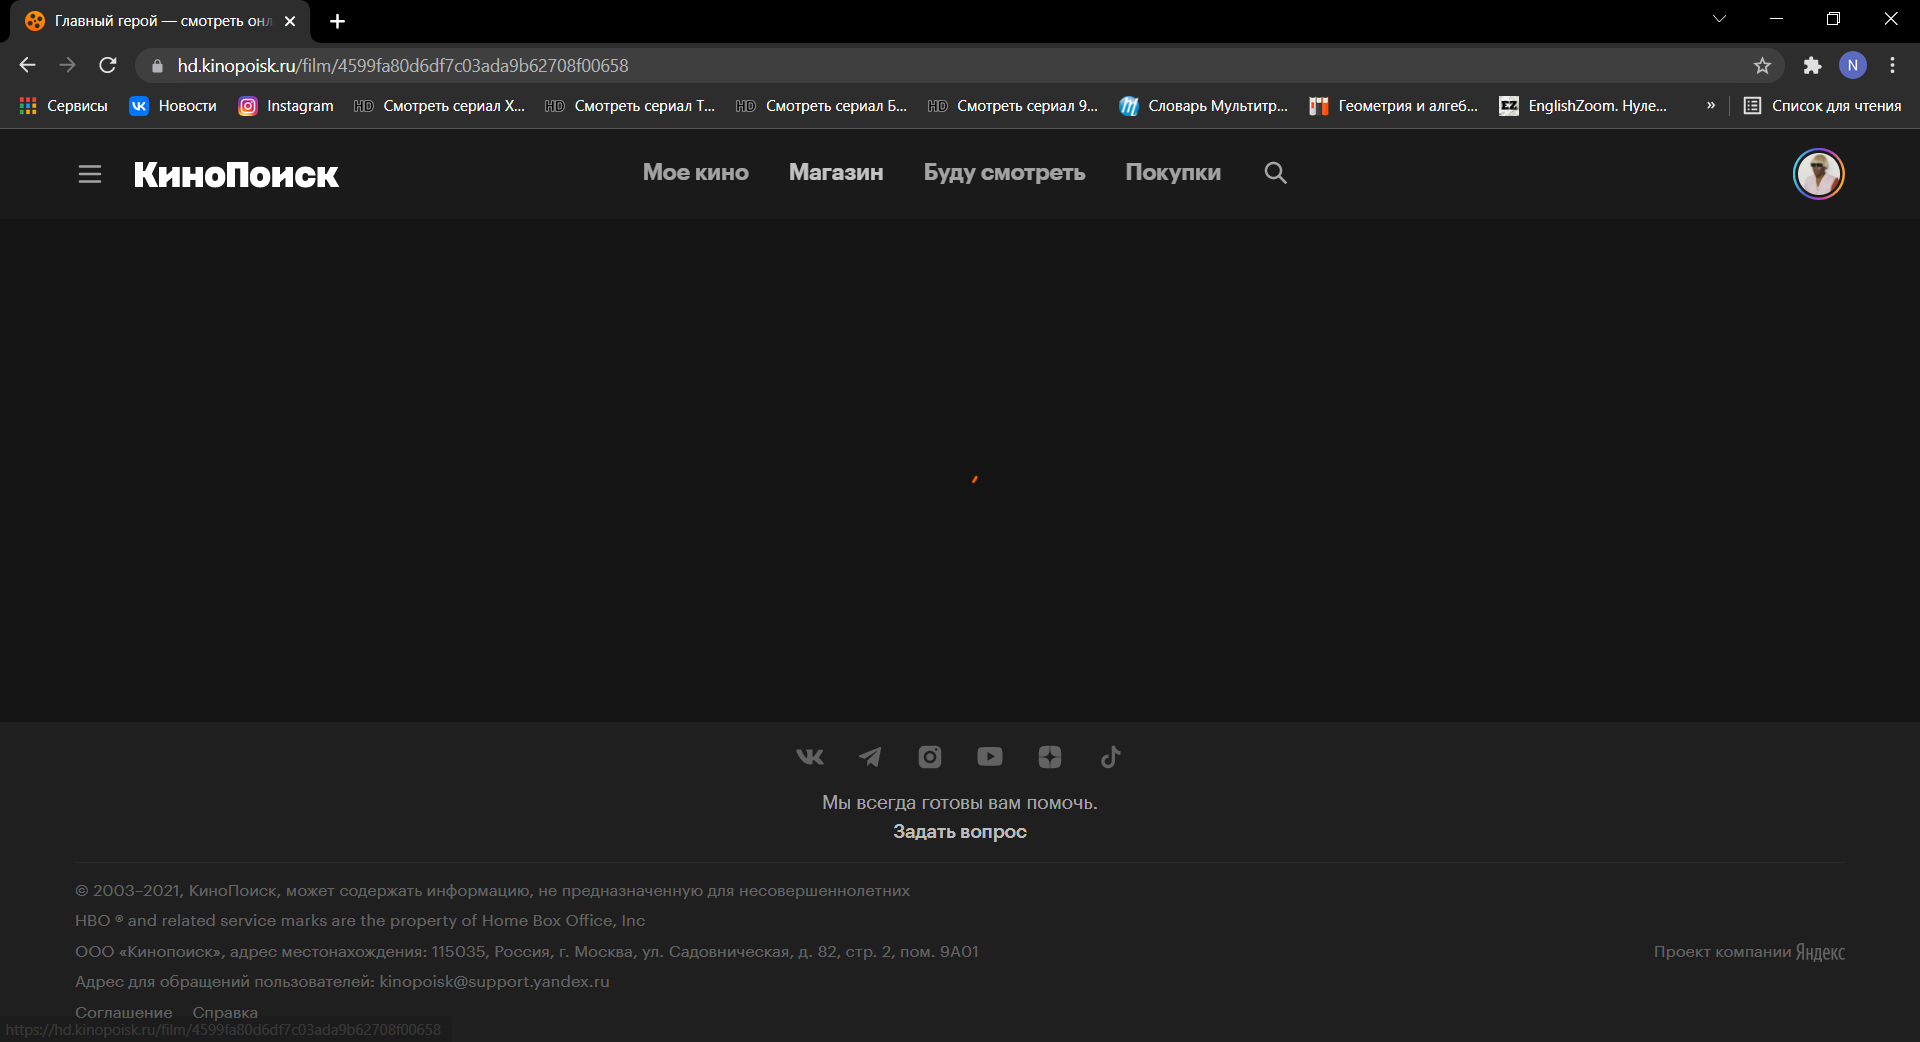 Главный герой — смотреть онл
hd.kinopoisk.ru/film/4599fa80d6df7c03ada9b62708f00658
N
Сервисы Новости Instagram HD Смотреть сериал Х... HD Смотреть сериал Т... HD Смотреть сериал Б... HD Смотреть сериал 9... Словарь Мультитр... Геометрия и алгеб... EZ EnglishZoom. Нуле... » Список для чтения
КиноПоиск Мое кино Магазин Буду смотреть Покупки
Мы всегда готовы вам помочь.
Задать вопрос
© 2003–2021, КиноПоиск, может содержать информацию, не предназначенную для несовершеннолетних
HBO ® and related service marks are the property of Home Box Office, Inc
ООО «Кинопоиск», адрес местонахождения: 115035, Россия, г. Москва, ул. Садовническая, д. 82, стр. 2, пом. 9А01
Проект компании Яндекс
Адрес для обращений пользователей: kinopoisk@support.yandex.ru
Соглашение Справка
https://hd.kinopoisk.ru/film/4599fa80d6df7c03ada9b62708f00658